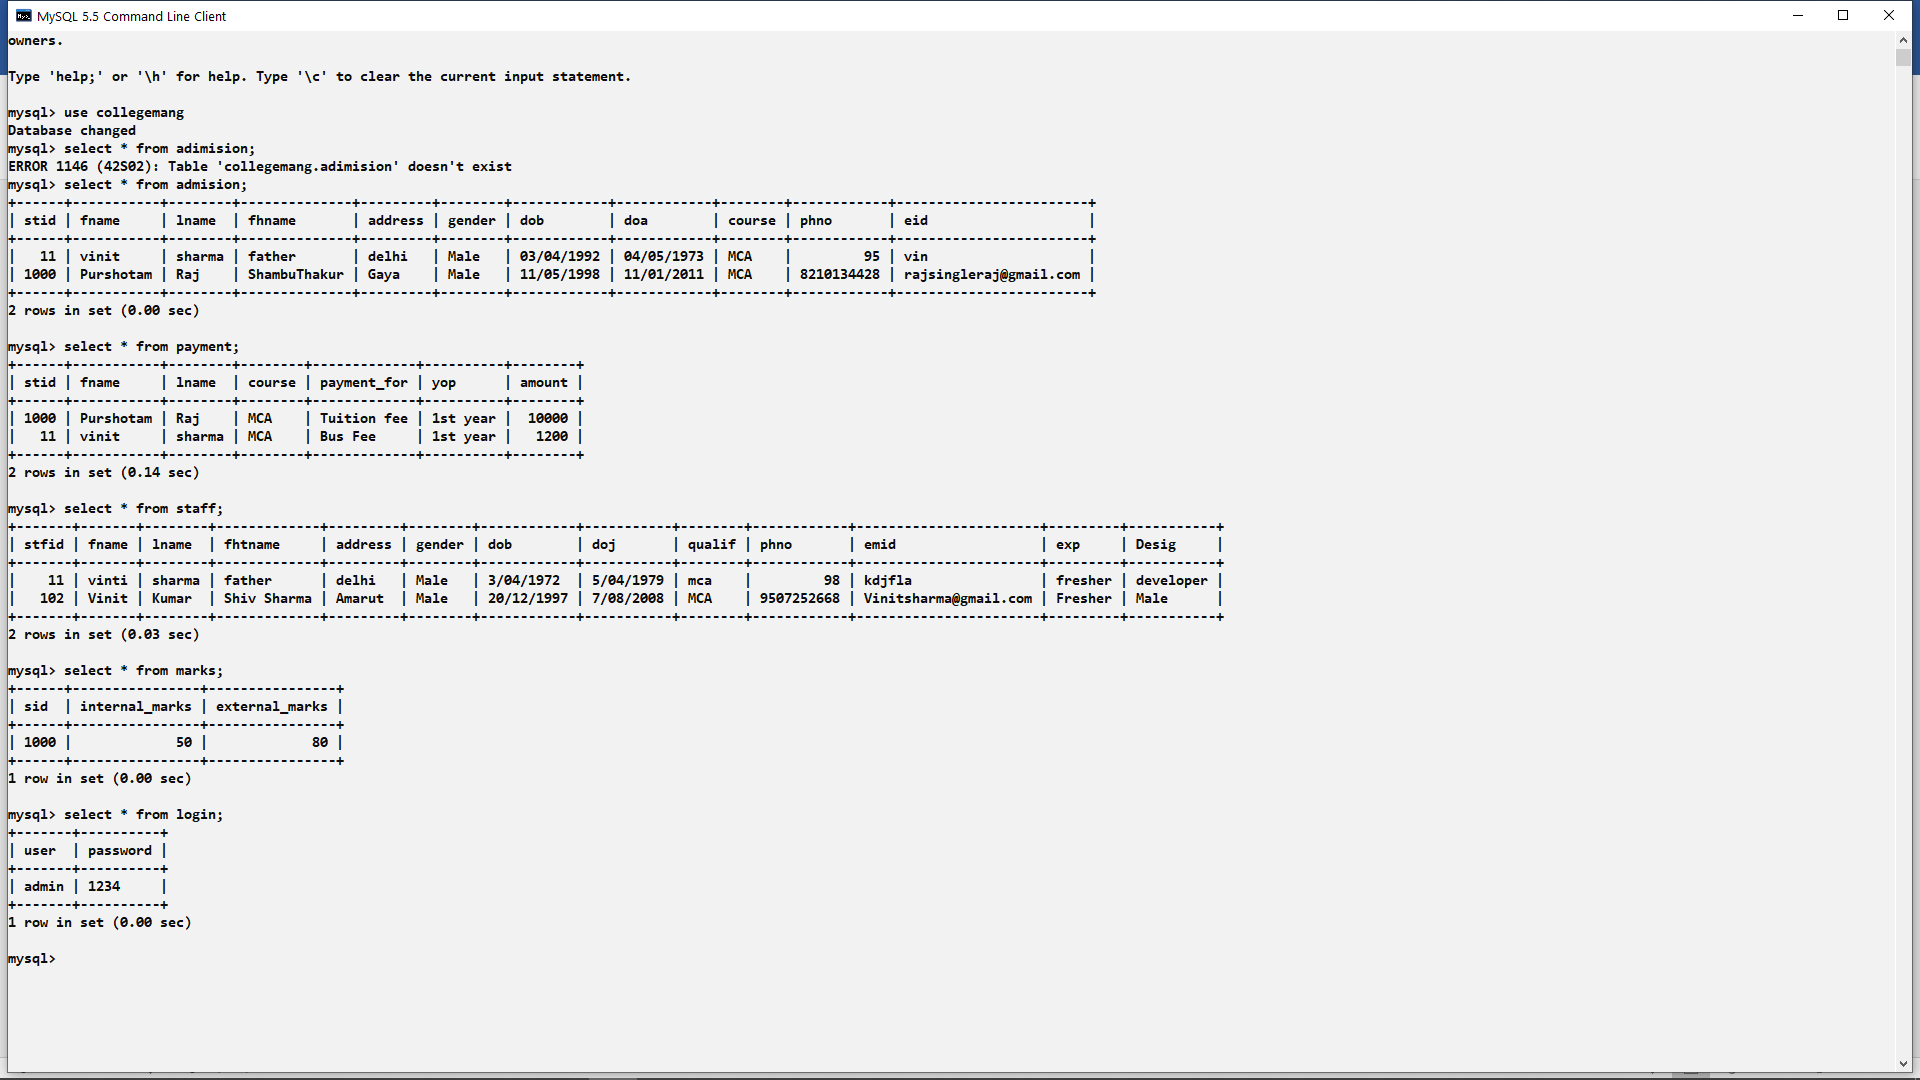 MySQL 5.5 Command Line Client
owners.
Type 'help;' or '\h' for help. Type '\c' to clear the current input statement.
mysql> use collegemang
Database changed
mysql> select * from adimision;
ERROR 1146 (42S02): Table 'collegemang.adimision' doesn't exist
mysql> select * from admision;
+------+-----------+--------+--------------+---------+--------+------------+------------+--------+------------+------------------------+
| stid | fname     | lname  | fhname       | address | gender | dob        | doa        | course | phno       | eid                    |
+------+-----------+--------+--------------+---------+--------+------------+------------+--------+------------+------------------------+
|   11 | vinit     | sharma | father       | delhi   | Male   | 03/04/1992 | 04/05/1973 | MCA    |         95 | vin                    |
| 1000 | Purshotam | Raj    | ShambuThakur | Gaya    | Male   | 11/05/1998 | 11/01/2011 | MCA    | 8210134428 | rajsingleraj@gmail.com |
+------+-----------+--------+--------------+---------+--------+------------+------------+--------+------------+------------------------+
2 rows in set (0.00 sec)
mysql> select * from payment;
+------+-----------+--------+--------+-------------+----------+--------+
| stid | fname     | lname  | course | payment_for | yop      | amount |
+------+-----------+--------+--------+-------------+----------+--------+
| 1000 | Purshotam | Raj    | MCA    | Tuition fee | 1st year |  10000 |
|   11 | vinit     | sharma | MCA    | Bus Fee     | 1st year |   1200 |
+------+-----------+--------+--------+-------------+----------+--------+
2 rows in set (0.14 sec)
mysql> select * from staff;
+-------+-------+--------+-------------+---------+--------+------------+-----------+--------+------------+-----------------------+---------+-----------+
| stfid | fname | lname  | fhtname     | address | gender | dob        | doj       | qualif | phno       | emid                  | exp     | Desig     |
+-------+-------+--------+-------------+---------+--------+------------+-----------+--------+------------+-----------------------+---------+-----------+
|    11 | vinti | sharma | father      | delhi   | Male   | 3/04/1972  | 5/04/1979 | mca    |         98 | kdjfla                | fresher | developer |
|   102 | Vinit | Kumar  | Shiv Sharma | Amarut  | Male   | 20/12/1997 | 7/08/2008 | MCA    | 9507252668 | Vinitsharma@gmail.com | Fresher | Male      |
+-------+-------+--------+-------------+---------+--------+------------+-----------+--------+------------+-----------------------+---------+-----------+
2 rows in set (0.03 sec)
mysql> select * from marks;
+------+----------------+----------------+
| sid  | internal_marks | external_marks |
+------+----------------+----------------+
| 1000 |             50 |             80 |
+------+----------------+----------------+
1 row in set (0.00 sec)
mysql> select * from login;
+-------+----------+
| user  | password |
+-------+----------+
| admin | 1234     |
+-------+----------+
1 row in set (0.00 sec)
mysql>